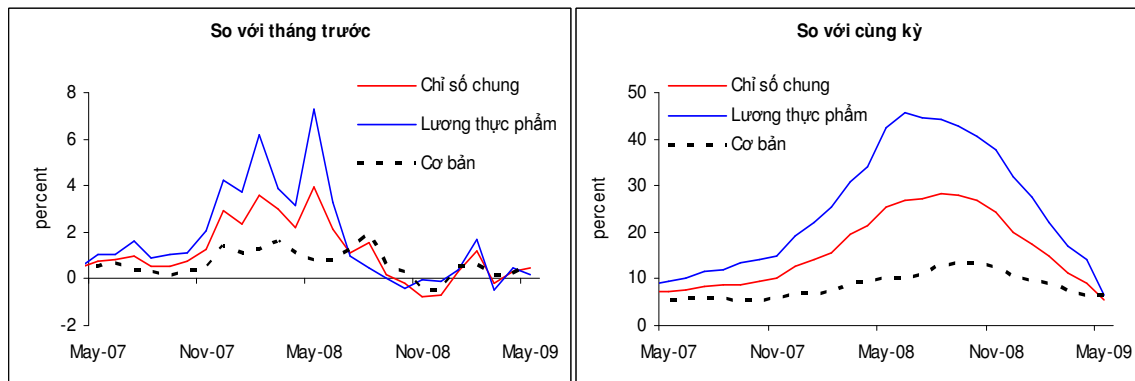 So với tháng trước
percent
8
6
4
2
0
-2
Chỉ số chung
Lương thực phẩm
Cơ bản
May-07 Nov-07 May-08 Nov-08 May-09
So với cùng kỳ
percent
50
40
30
20
10
0
Chỉ số chung
Lương thực phẩm
Cơ bản
May-07 Nov-07 May-08 Nov-08 May-09